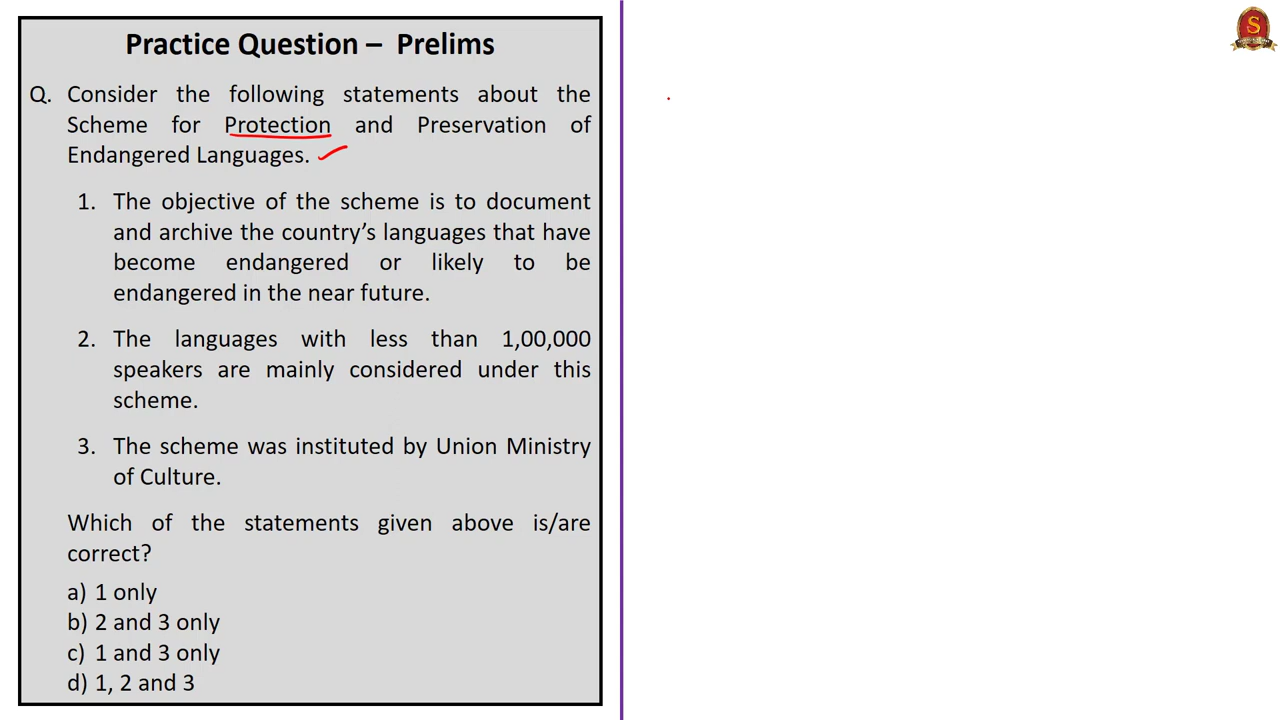 Practice Question – Prelims
Q. Consider the following statements about the
Scheme for Protection and Preservation of
Endangered Languages.
1. The objective of the scheme is to document
and archive the country’s languages that have
become endangered or likely to be
endangered in the near future.
2. The languages with less than 1,00,000
speakers are mainly considered under this
scheme.
3. The scheme was instituted by Union Ministry
of Culture.
Which of the statements given above is/are
correct?
a) 1 only
b) 2 and 3 only
c) 1 and 3 only
d) 1, 2 and 3
S